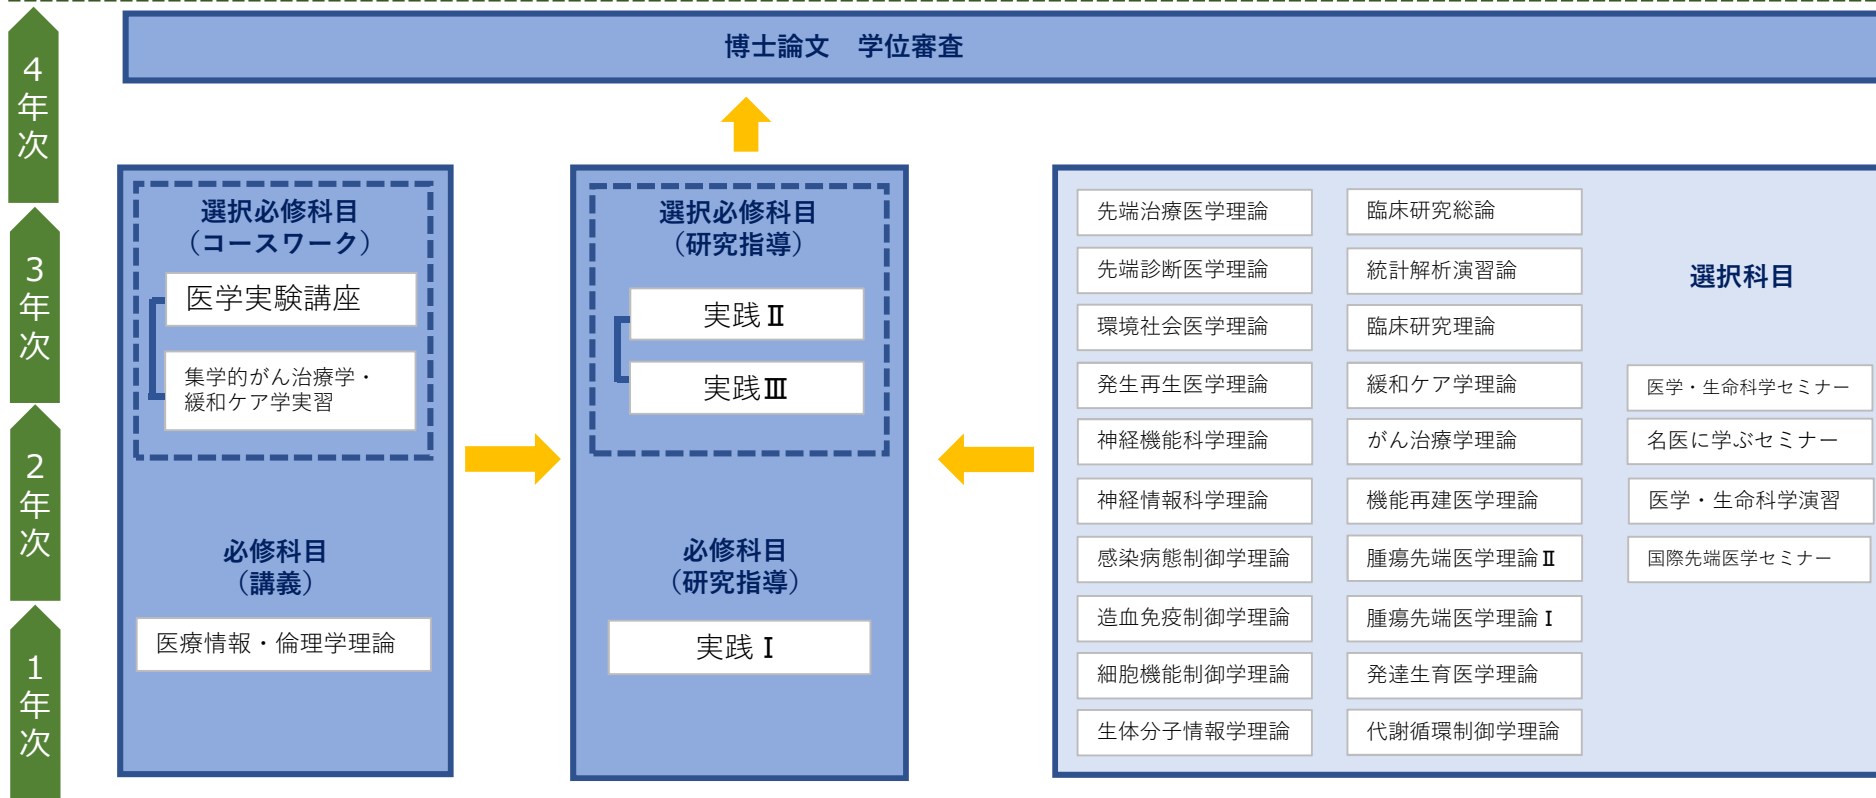 博士論文　学位審査
4年次
3年次
2年次
1年次
選択必修科目
（コースワーク）
医学実験講座
集学的がん治療学・
緩和ケア学実習
必修科目
（講義）
医療情報・倫理学理論
選択必修科目
（研究指導）
実践Ⅱ
実践Ⅲ
必修科目
（研究指導）
実践Ⅰ
先端治療医学理論
先端診断医学理論
環境社会医学理論
発生再生医学理論
神経機能科学理論
神経情報科学理論
感染病態制御学理論
造血免疫制御学理論
細胞機能制御学理論
生体分子情報学理論
臨床研究総論
統計解析演習論
臨床研究理論
緩和ケア学理論
がん治療学理論
機能再建医学理論
腫瘍先端医学理論Ⅱ
腫瘍先端医学理論Ⅰ
発達生育医学理論
代謝循環制御学理論
選択科目
医学・生命科学セミナー
名医に学ぶセミナー
医学・生命科学演習
国際先端医学セミナー